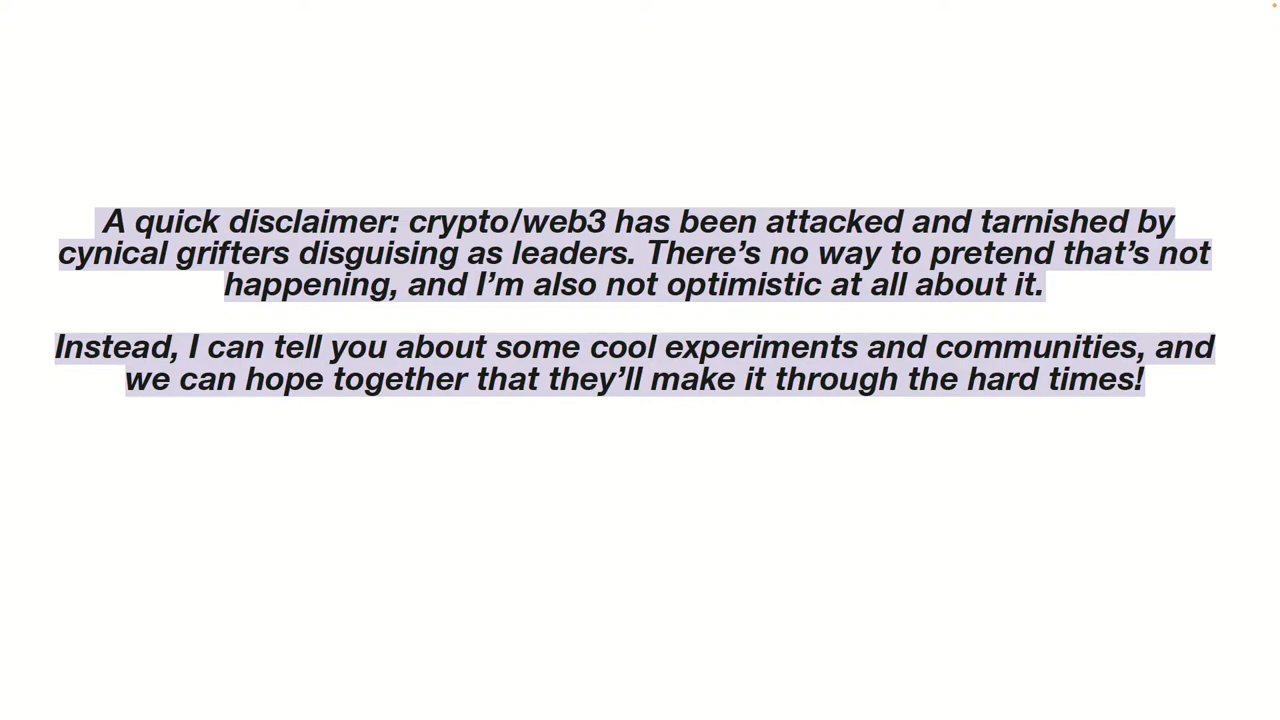 A quick disclaimer: crypto/web3 has been attacked and tarnished by
cynical grifters disguising as leaders. There’s no way to pretend that’s not
happening, and I’m also not optimistic at all about it.
Instead, I can tell you about some cool experiments and communities, and
we can hope together that they’ll make it through the hard times!